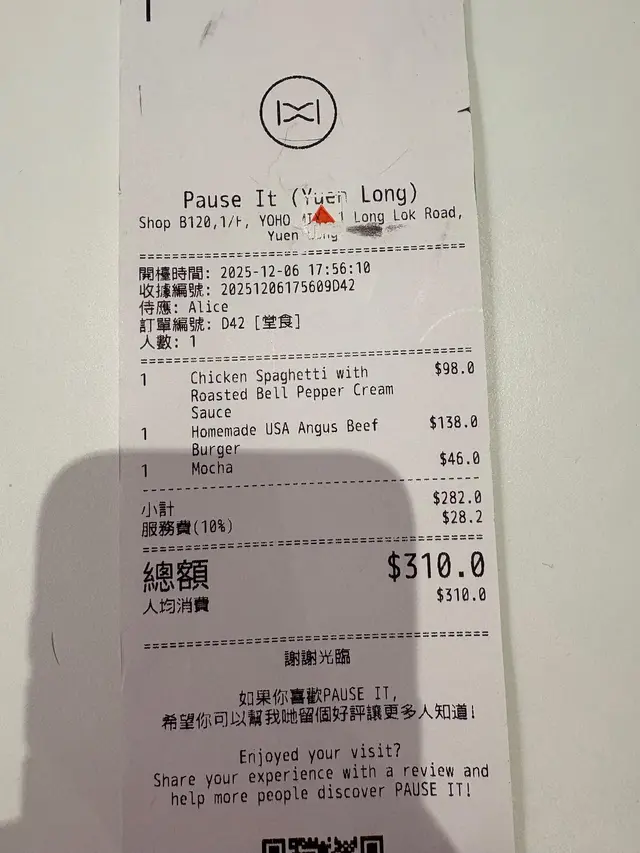 Pause It (Yuen Long)
Shop B120,1/F, YOHO Long Lok Road,
Yuen Long
開檯時間: 2025-12-06 17:56:10
收據編號: 20251206175609D42
侍應: Alice
訂單編號: D42 [堂食]
人數: 1
1 Chicken Spaghetti with $98.0
Roasted Bell Pepper Cream
Sauce
1 Homemade USA Angus Beef $138.0
Burger
1 Mocha $46.0
小計 $282.0
服務費(10%) $28.2
總額 $310.0
人均消費 $310.0
謝謝光臨
如果你喜歡PAUSE IT,
希望你可以幫我哋留個好評讓更多人知道!
Enjoyed your visit?
Share your experience with a review and
help more people discover PAUSE IT!